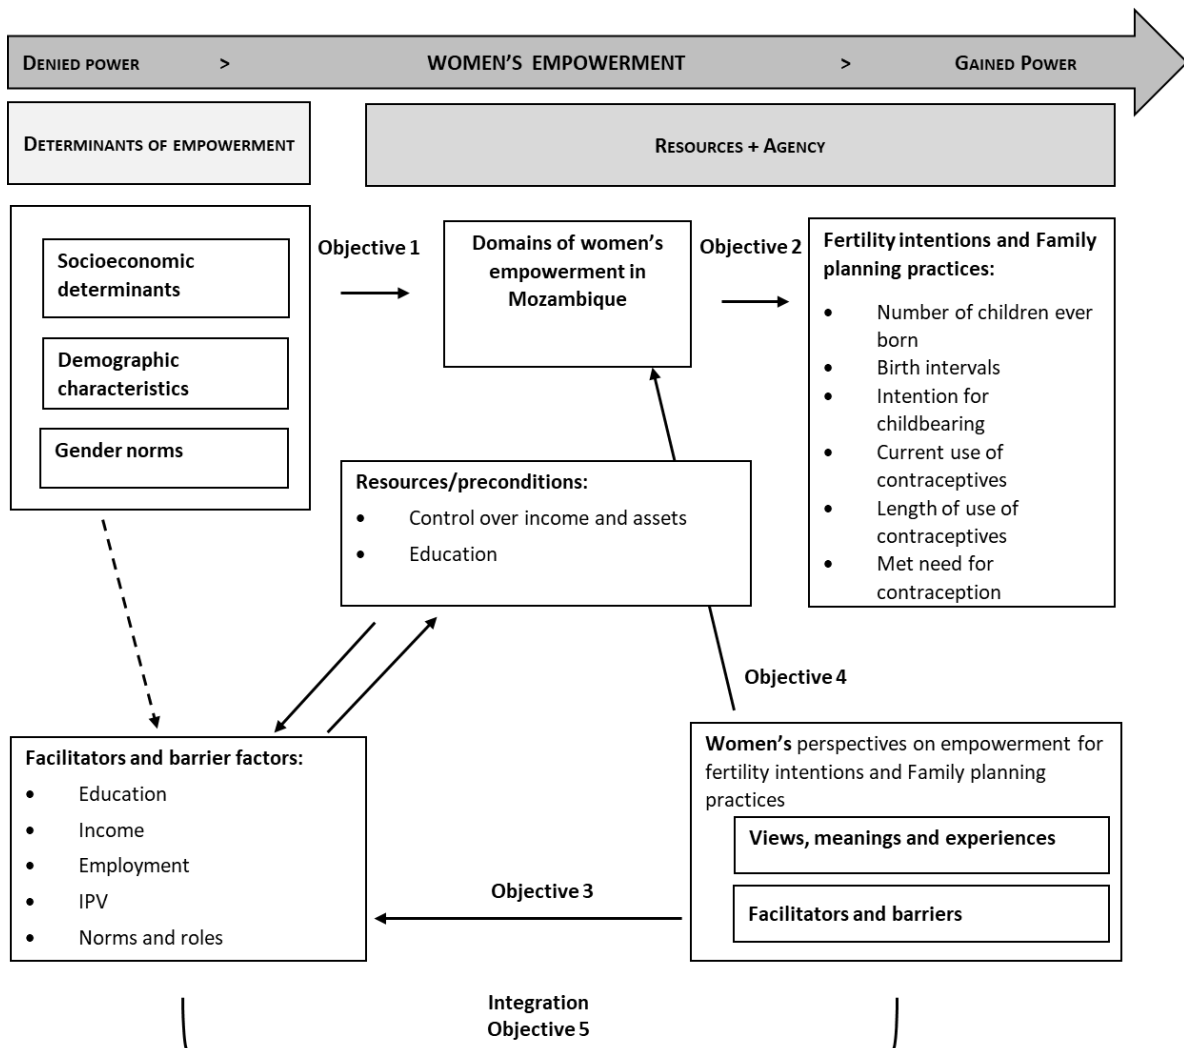 DENIED POWER > WOMEN'S EMPOWERMENT > GAINED POWER
DETERMINANTS OF EMPOWERMENT
RESOURCES + AGENCY
Socioeconomic
determinants
Demographic
characteristics
Gender norms
Objective 1
Domains of women's
empowerment in
Mozambique
Objective 2
Fertility intentions and Family
planning practices:
• Number of children ever
born
• Birth intervals
• Intention for
childbearing
• Current use of
contraceptives
• Length of use of
contraceptives
• Met need for
contraception
Resources/preconditions:
• Control over income and assets
• Education
Objective 4
Facilitators and barrier factors:
• Education
• Income
• Employment
• IPV
• Norms and roles
Objective 3
Women's perspectives on empowerment for
fertility intentions and Family planning
practices
Views, meanings and experiences
Facilitators and barriers
Integration
Objective 5